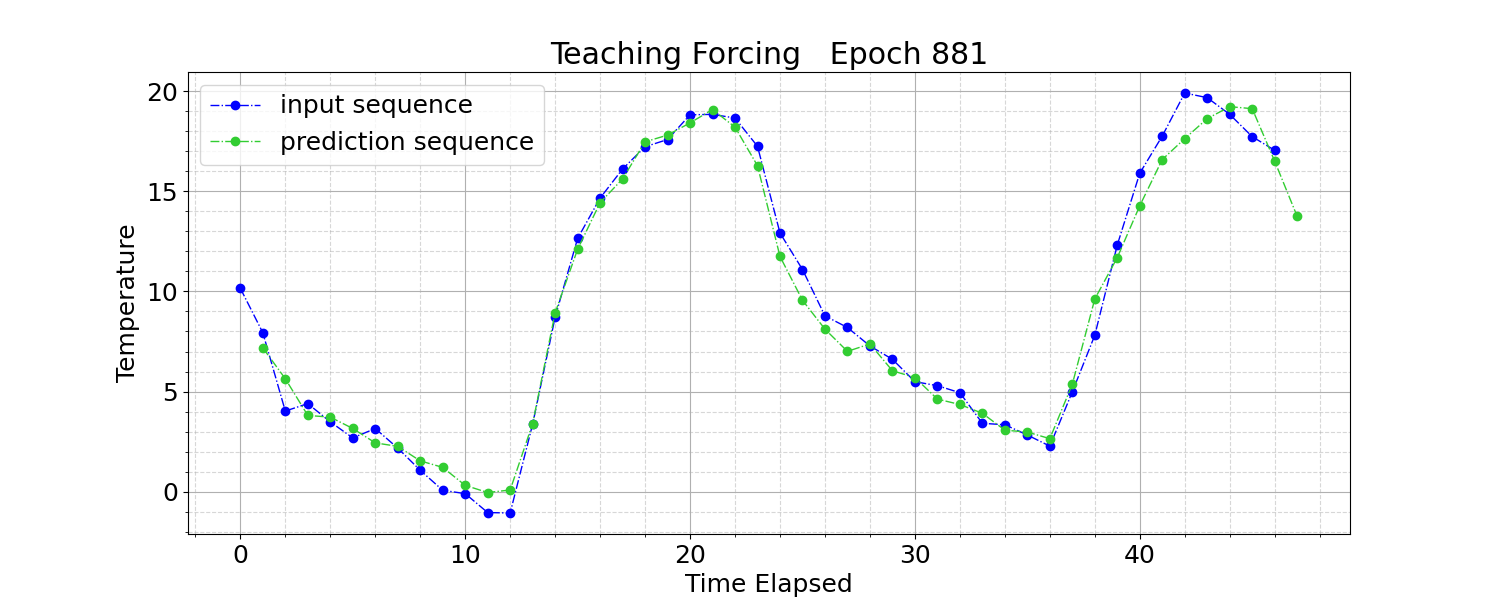 Teaching Forcing   Epoch 881
input sequence
prediction sequence
20
15
10
5
0
Temperature
0 10 20 30 40
Time Elapsed